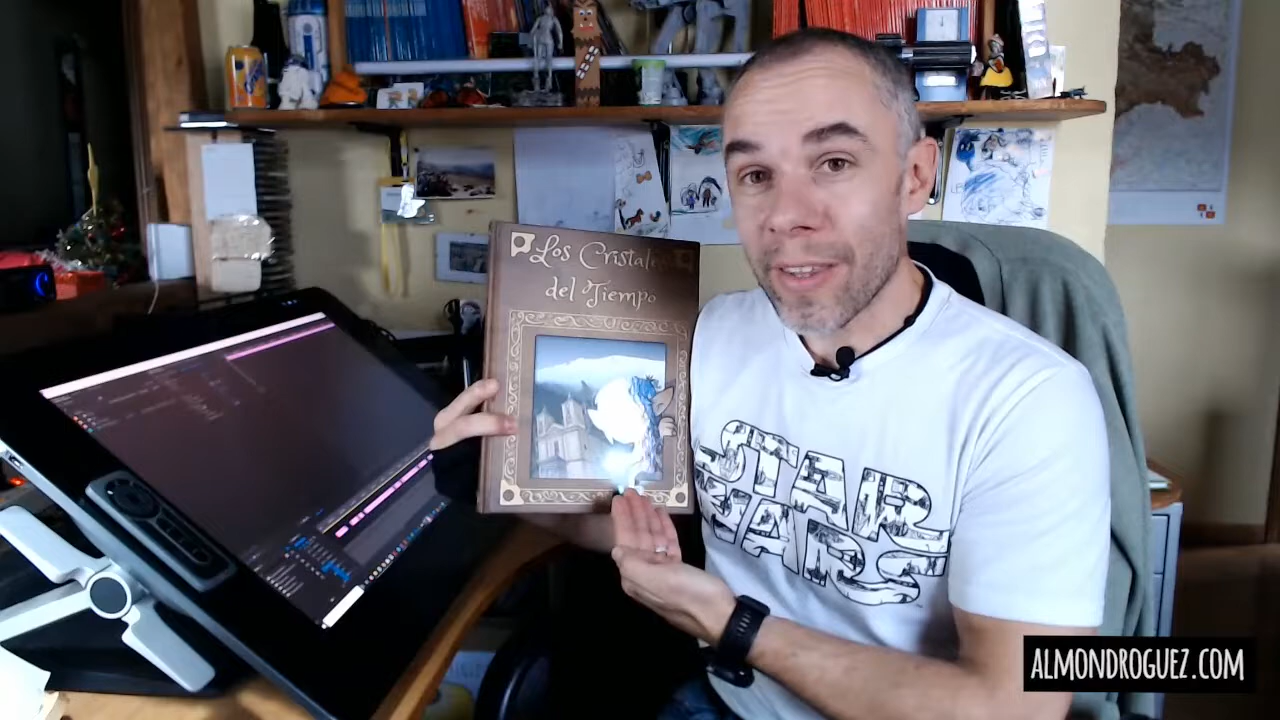 Los Cristales
del Tiempo
STAR
WARS
ALMONDROGUEZ.COM